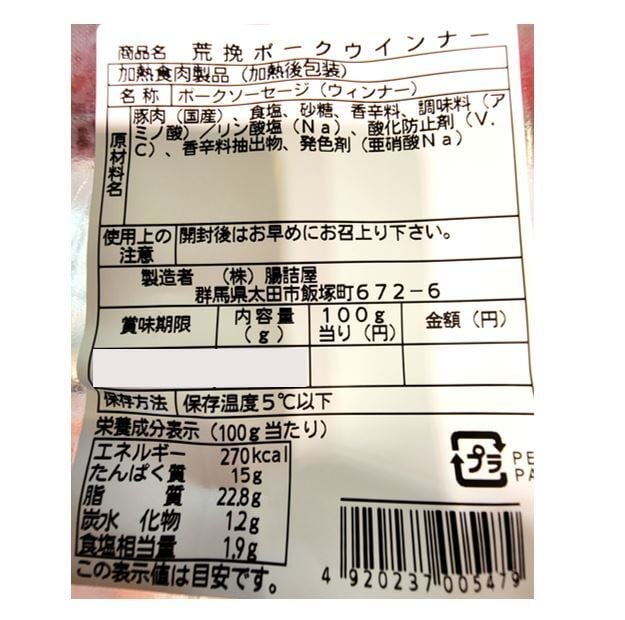 商品名 荒挽ポークウインナー
加熱食肉製品（加熱後包装）
名称 ポークソーセージ（ウィンナー）
原材料名 豚肉（国産）、食塩、砂糖、香辛料、調味料（ア
ミノ酸）／リン酸塩（Na）、酸化防止剤（V.
C）、香辛料抽出物、発色剤（亜硝酸Na）
使用上の注意 開封後はお早めにお召上り下さい。
製造者 （株）腸詰屋
群馬県太田市飯塚町672-6
賞味期限 内容量（g） 100g当り（円） 金額（円）
保存方法 保存温度5℃以下
栄養成分表示（100g当たり）
エネルギー 270kcal
たんぱく質 15g
脂質 22.8g
炭水化物 1.2g
食塩相当量 1.9g
この表示値は目安です。
プラ
PE
PA
4 920237 005479